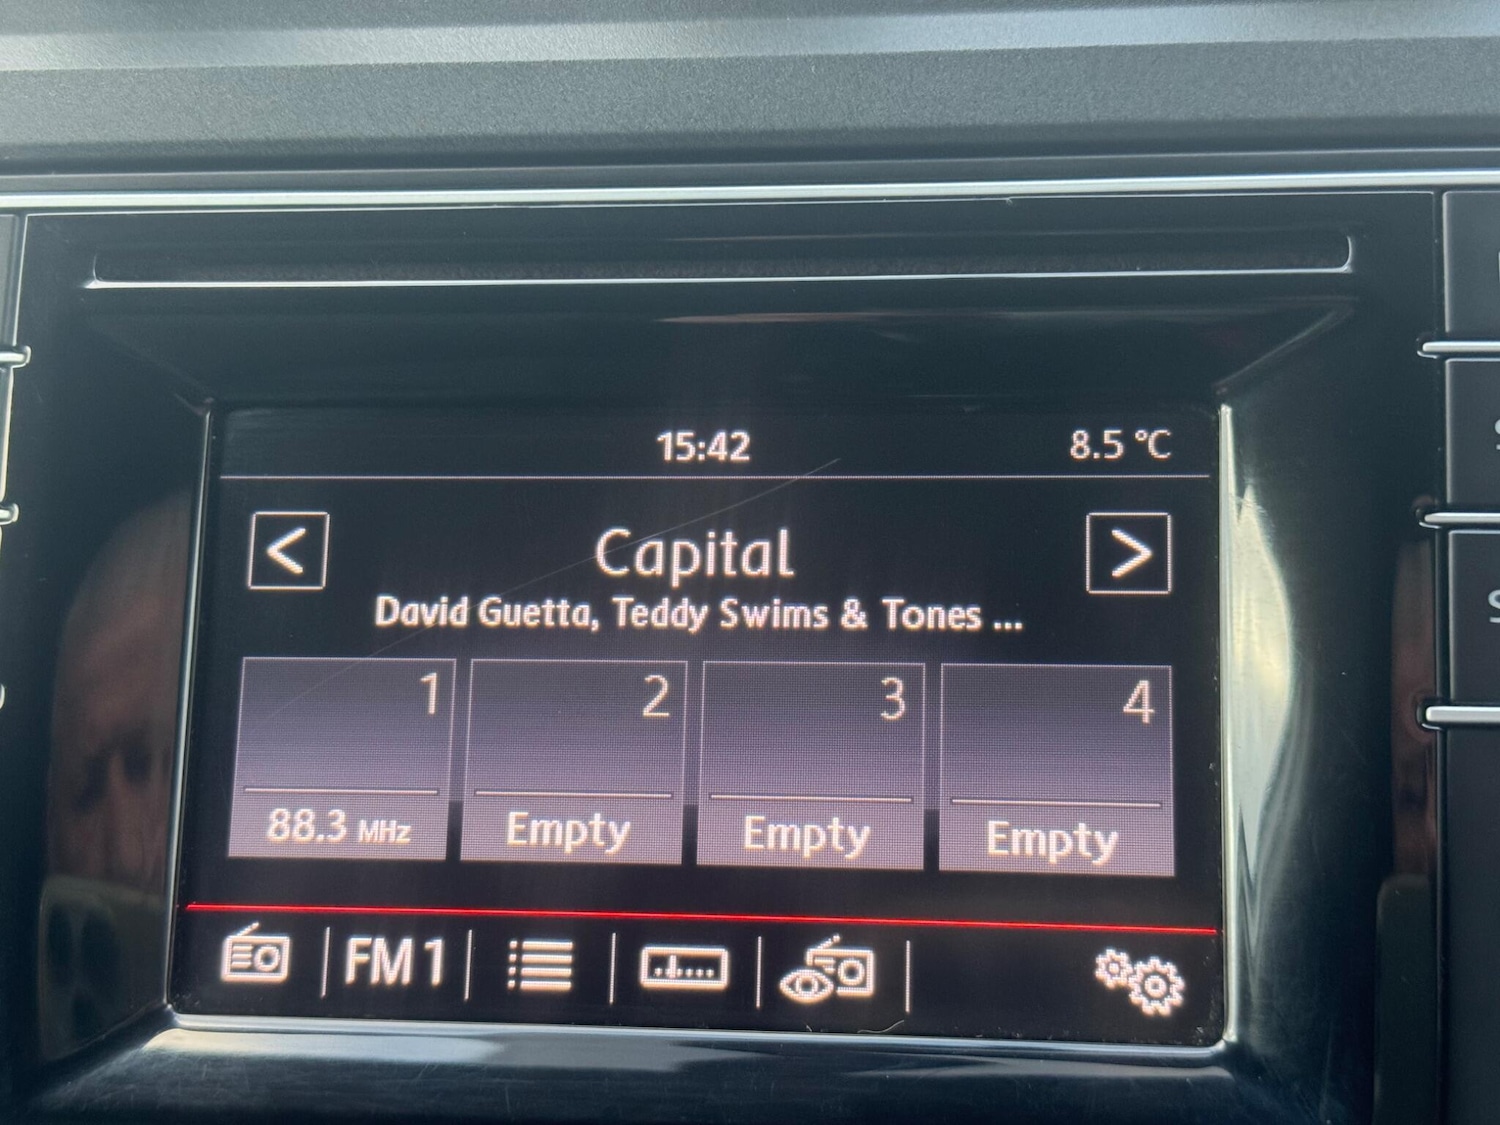 15:42 8.5 °C
< Capital >
David Guetta, Teddy Swims & Tones ...
1 2 3 4
88.3 MHz Empty Empty Empty
FM 1